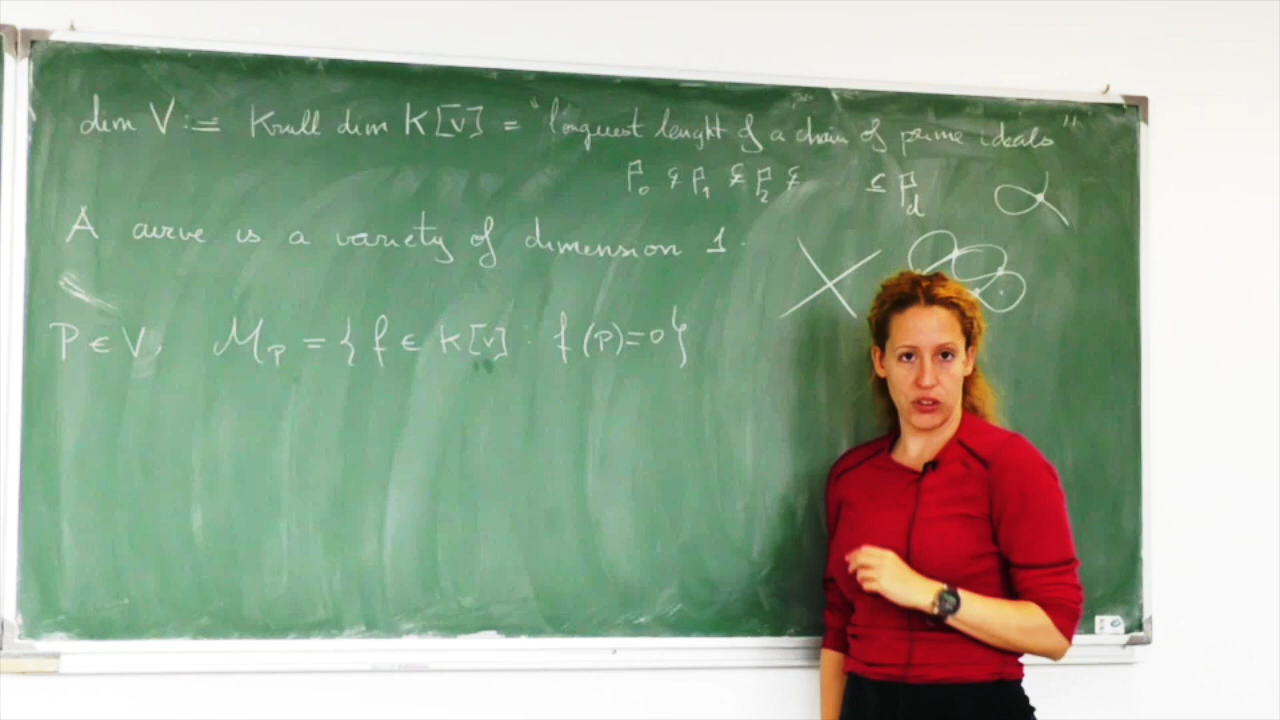 dim V := Krull dim K[V] = "longuest lenght of a chain of prime ideals"
p₀ ⊊ p₁ ⊊ p₂ ⊊ ⊆ p_d
A curve is a variety of dimension 1.
P ∈ V, M_P = { f ∈ K[V] : f(P)=0 }